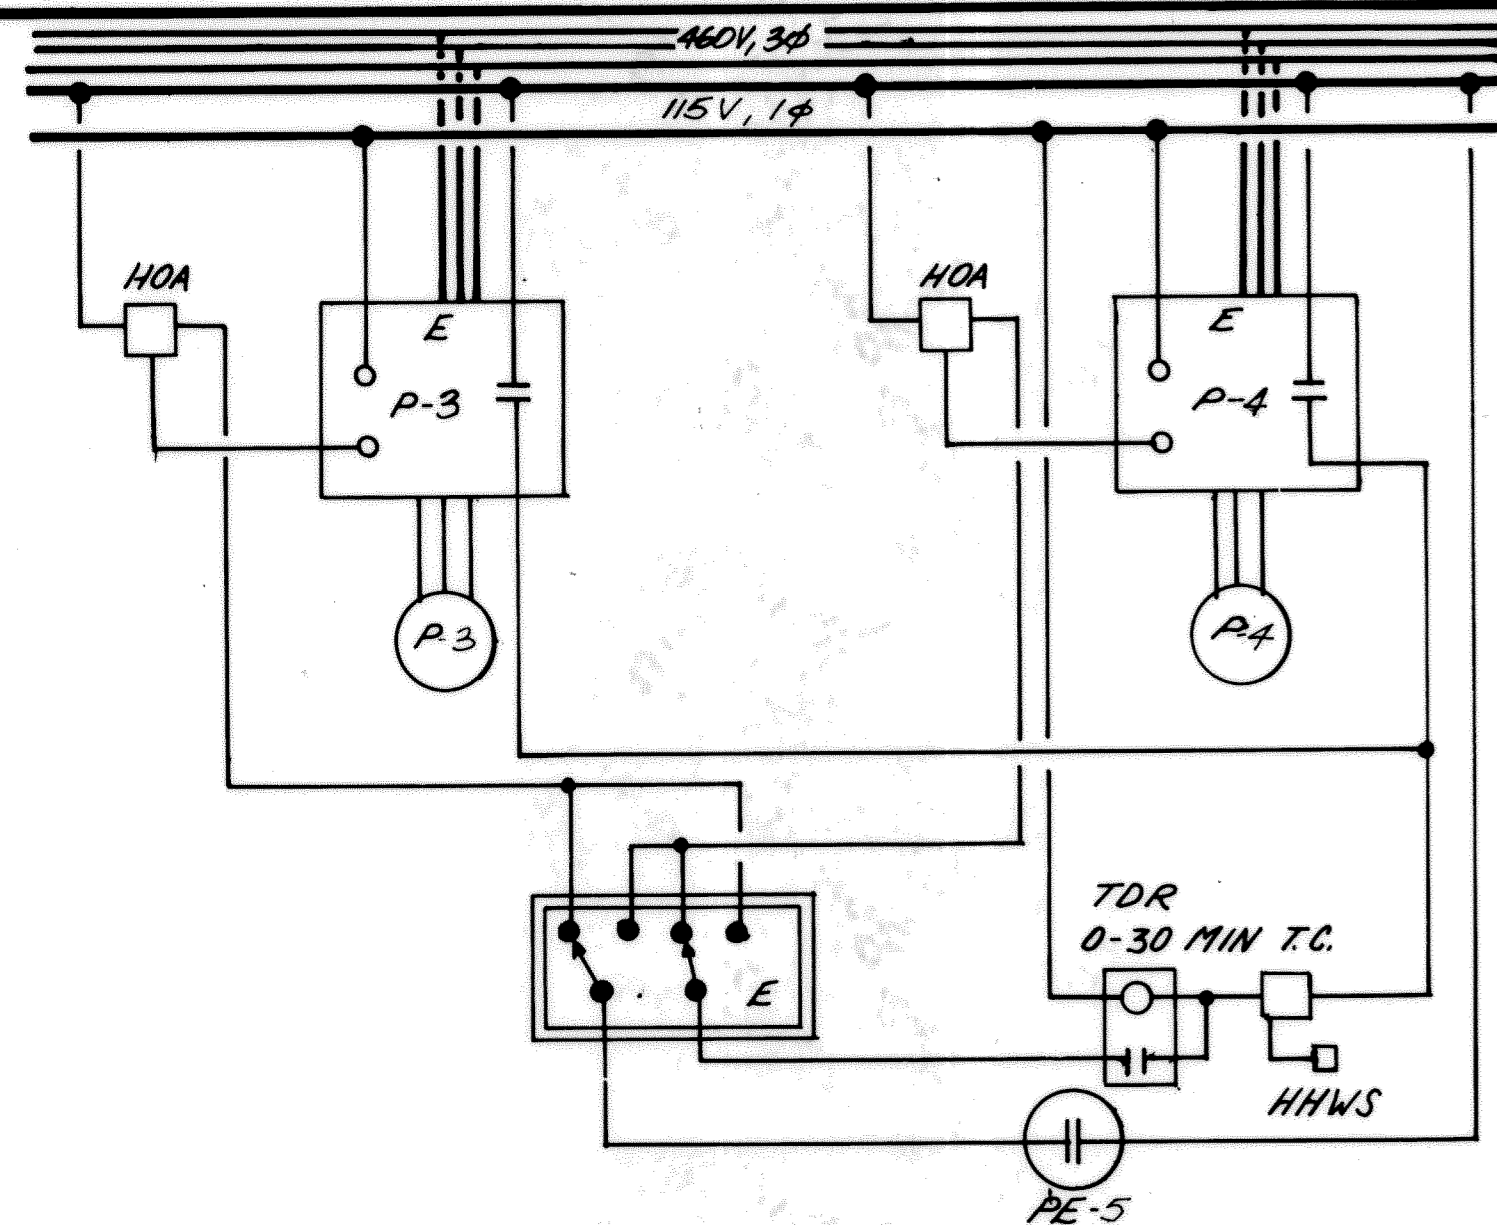 460V, 3φ
115V, 1φ
HOA
HOA
E
E
P-3
P-4
P-3
P-4
TDR
0-30 MIN T.C.
E
HHWS
PE-5